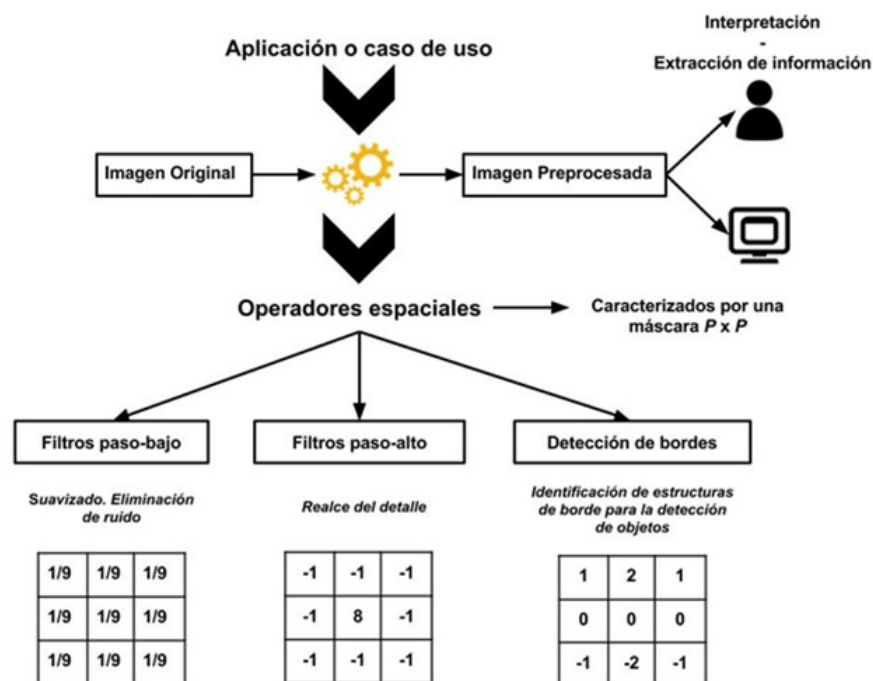 Interpretación
-
Extracción de información
Aplicación o caso de uso
Imagen Original
Imagen Preprocesada
Operadores espaciales
Caracterizados por una
máscara P x P
Filtros paso-bajo
Filtros paso-alto
Detección de bordes
Suavizado. Eliminación
de ruido
Realce del detalle
Identificación de estructuras
de borde para la detección
de objetos
1/9 1/9 1/9
1/9 1/9 1/9
1/9 1/9 1/9
-1 -1 -1
-1 8 -1
-1 -1 -1
1 2 1
0 0 0
-1 -2 -1